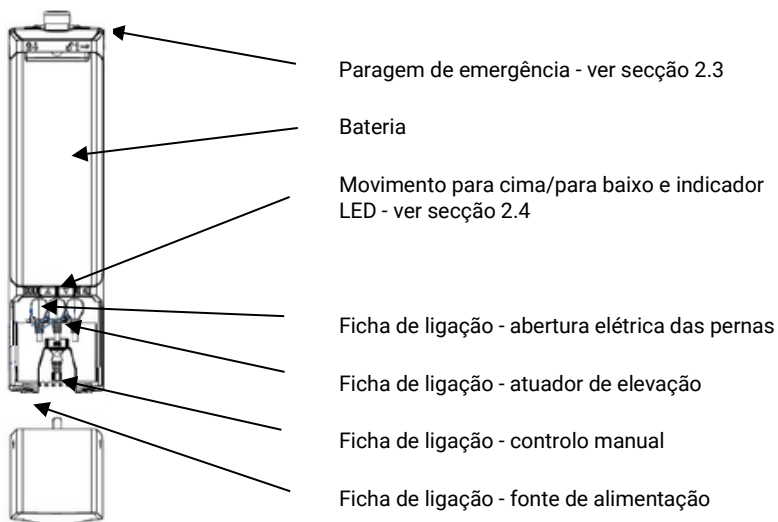 Paragem de emergência - ver secção 2.3
Bateria
Movimento para cima/para baixo e indicador
LED - ver secção 2.4
Ficha de ligação - abertura elétrica das pernas
Ficha de ligação - atuador de elevação
Ficha de ligação - controlo manual
Ficha de ligação - fonte de alimentação